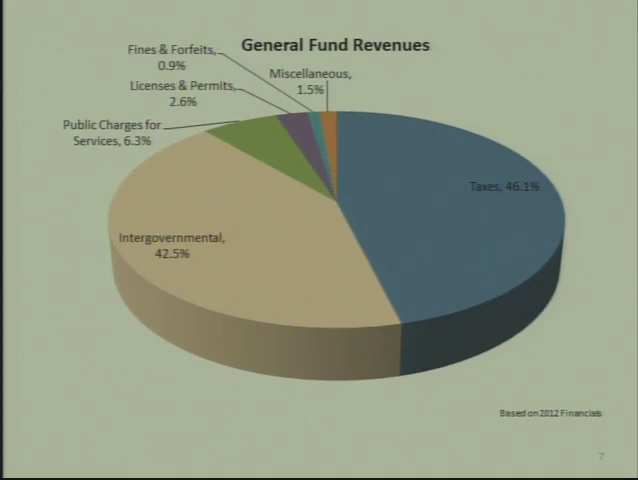 General Fund Revenues
Fines & Forfeits,
0.9%
Miscellaneous,
1.5%
Licenses & Permits,
2.6%
Public Charges for
Services, 6.3%
Taxes, 46.1%
Intergovernmental,
42.5%
Based on 2012 Financials
7